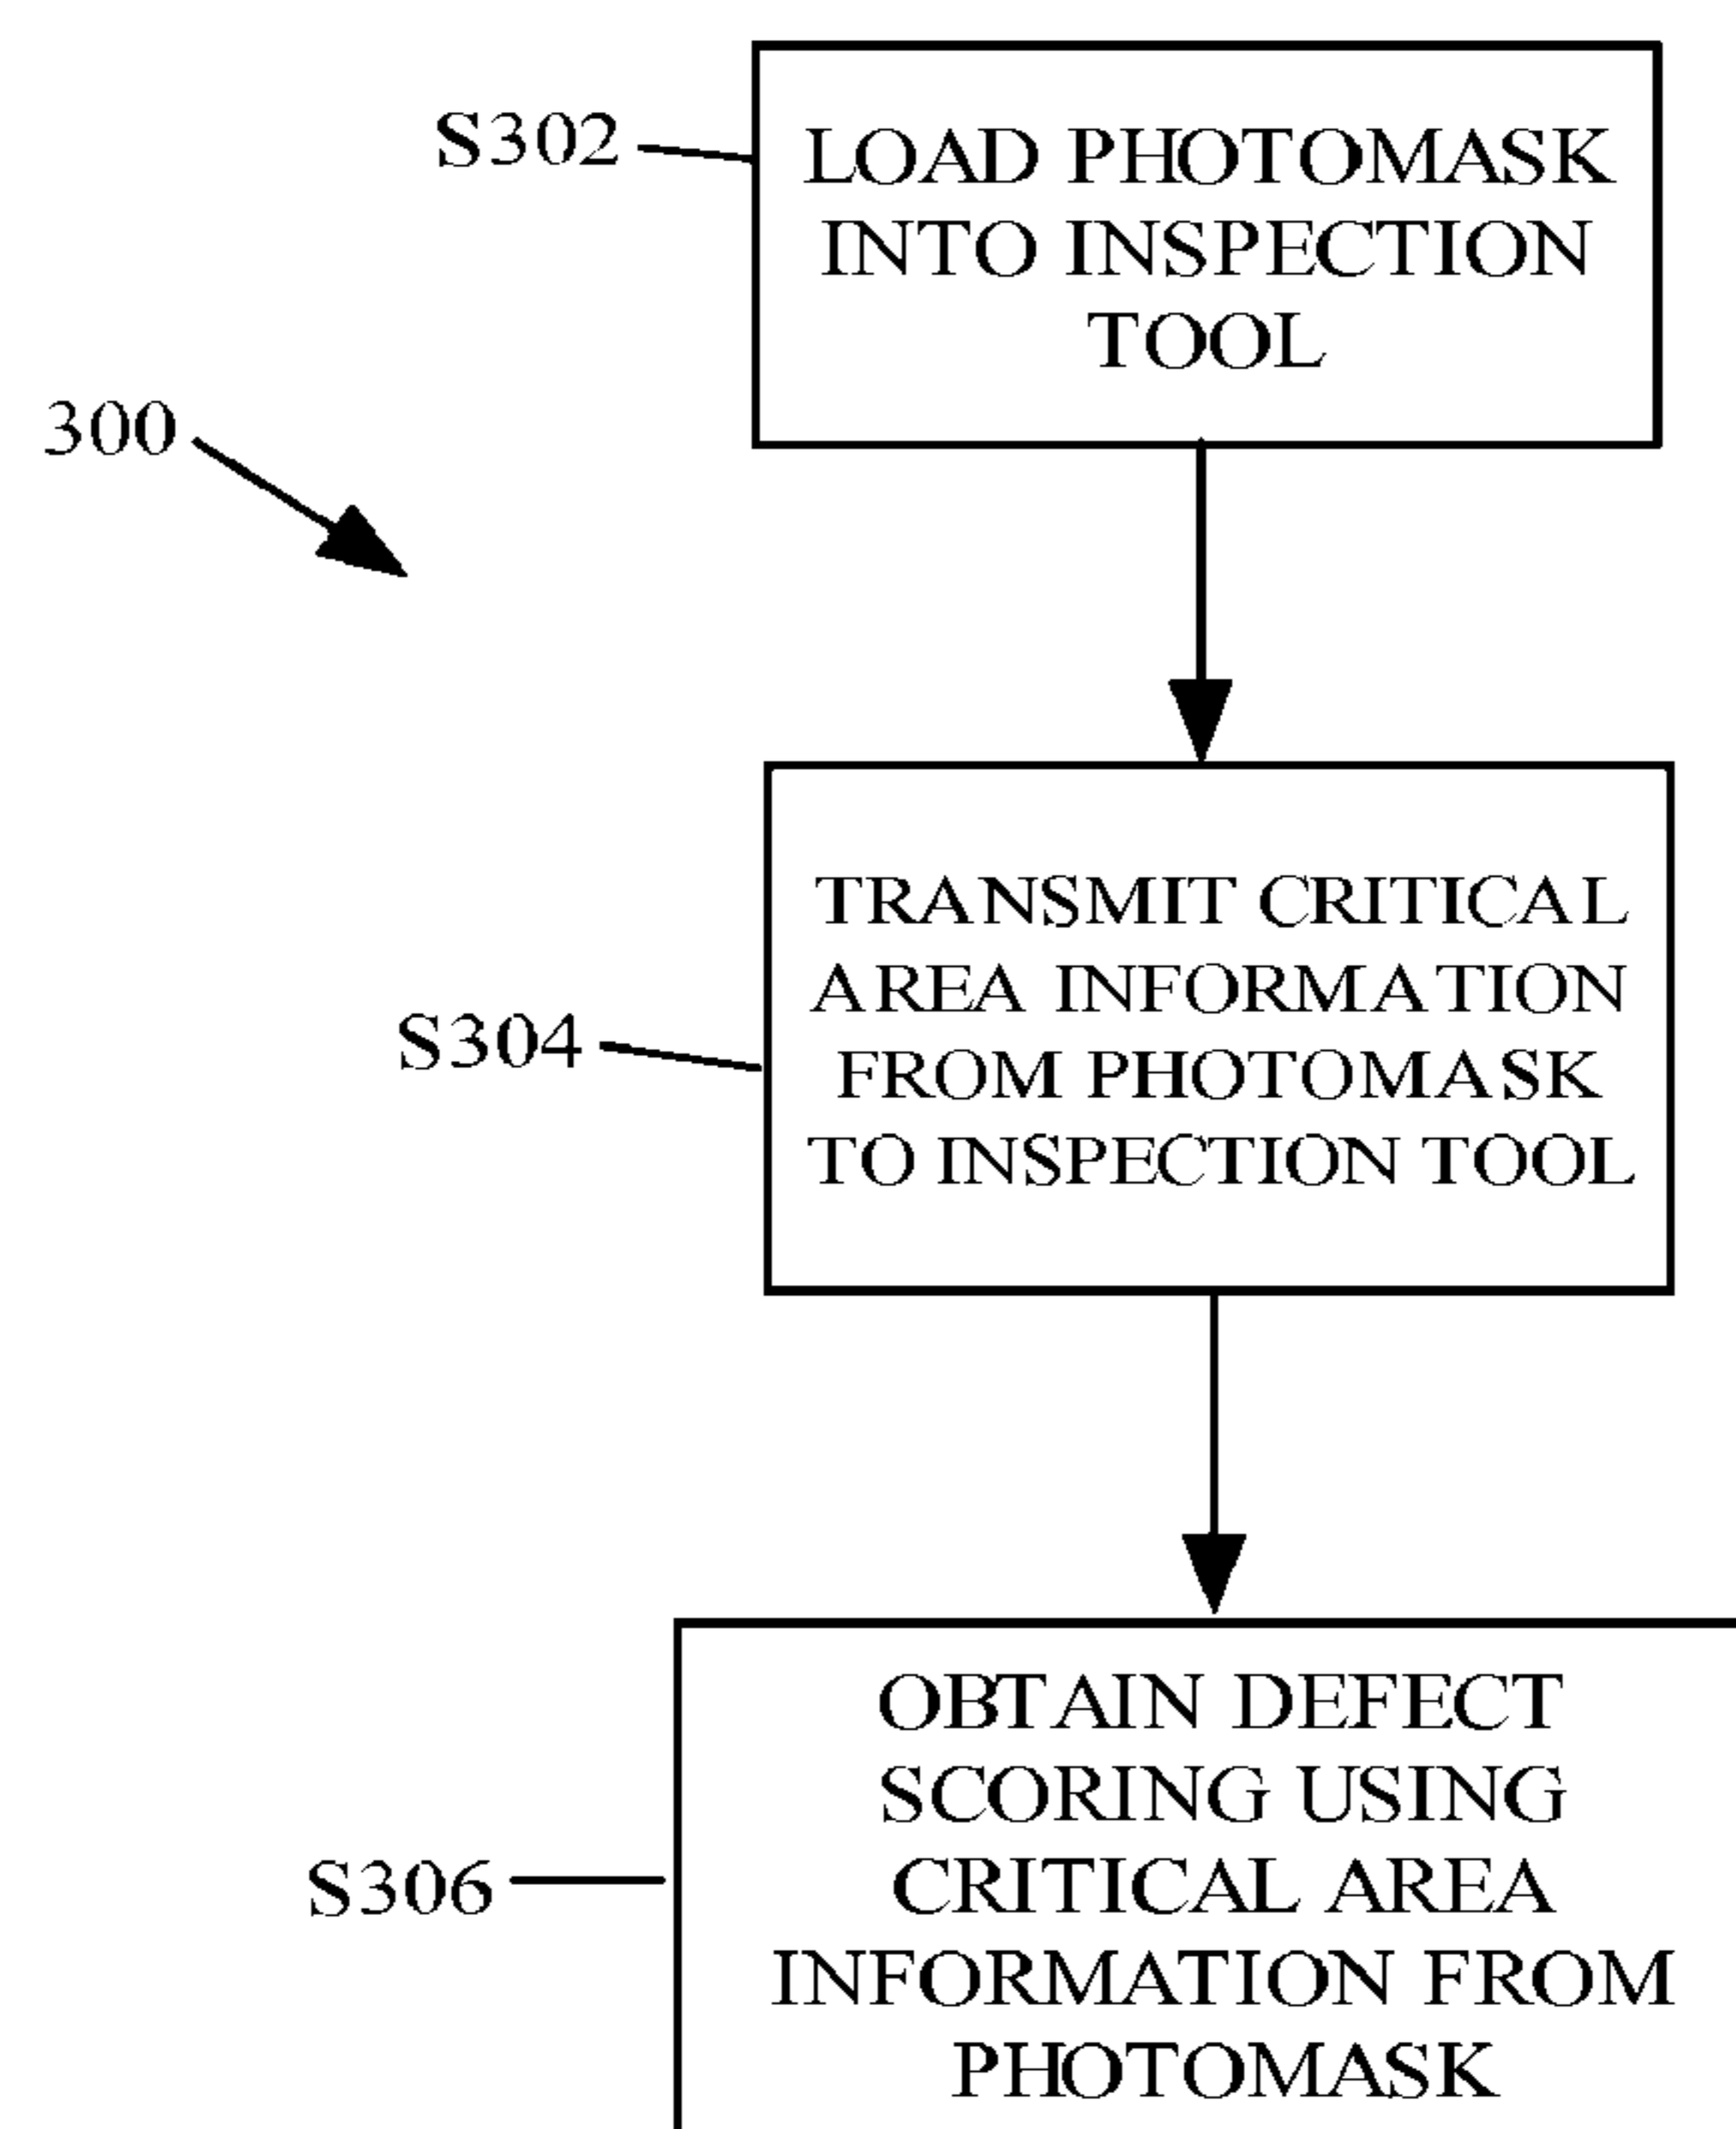 S302
LOAD PHOTOMASK
INTO INSPECTION
TOOL
300
TRANSMIT CRITICAL
AREA INFORMATION
FROM PHOTOMASK
TO INSPECTION TOOL
S304
OBTAIN DEFECT
SCORING USING
CRITICAL AREA
INFORMATION FROM
PHOTOMASK
S306